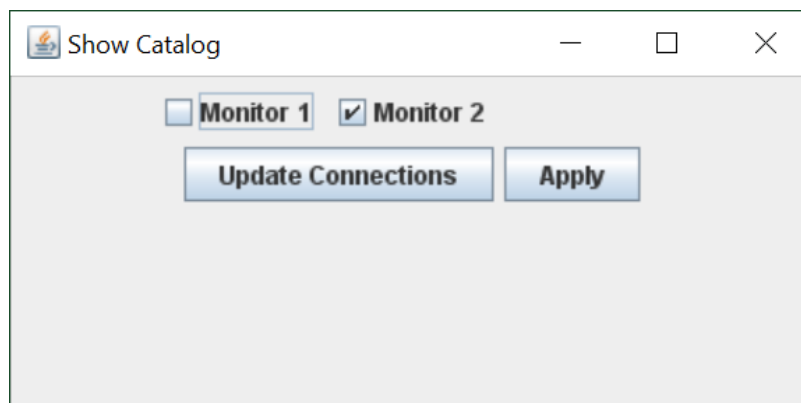 Show Catalog
Monitor 1 Monitor 2
Update Connections Apply